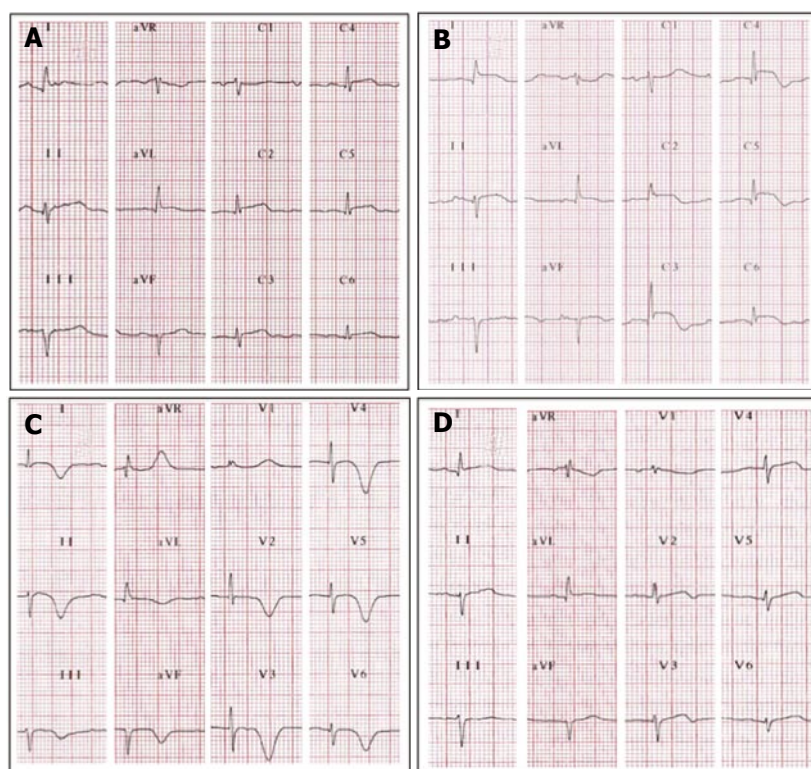 A
I aVR C1 C4
II aVL C2 C5
III aVF C3 C6
B
I aVR C1 C4
II aVL C2 C5
III aVF C3 C6
C
I aVR V1 V4
II aVL V2 V5
III aVF V3 V6
D
I aVR V1 V4
II aVL V2 V5
III aVF V3 V6